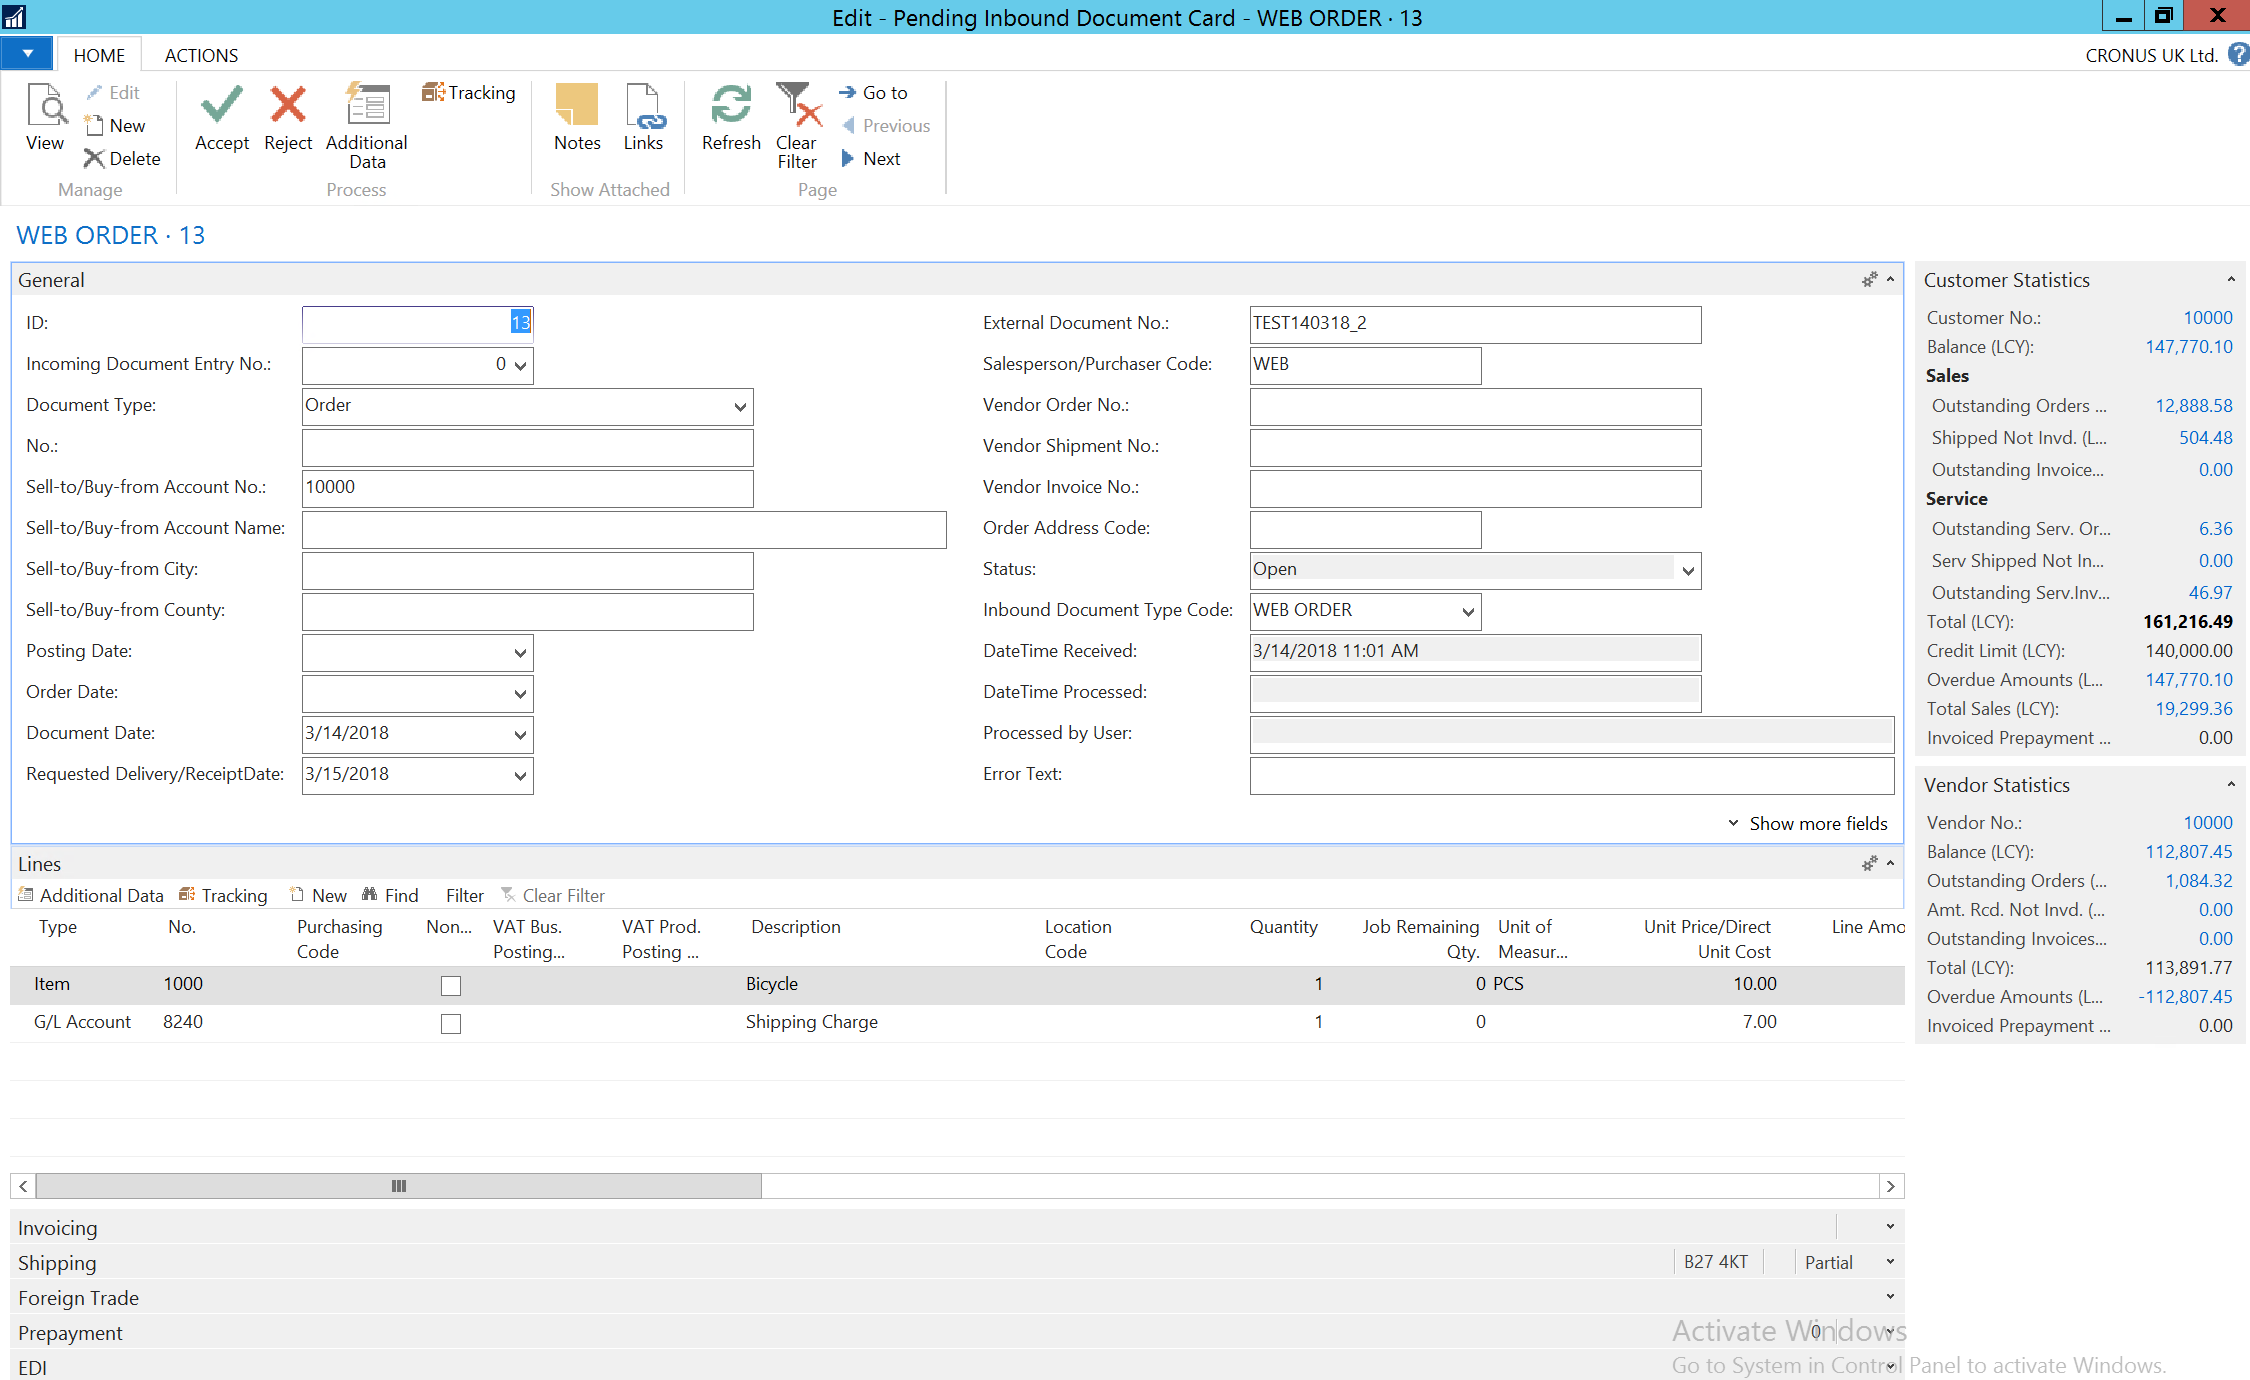 Edit - Pending Inbound Document Card - WEB ORDER · 13
HOME
ACTIONS
CRONUS UK Ltd.
?
View
Edit
New
Delete
Manage
Accept
Reject
Additional Data
Tracking
Process
Notes
Links
Show Attached
Refresh
Clear Filter
Go to
Previous
Next
Page
WEB ORDER · 13
General
ID: 13
Incoming Document Entry No.: 0
Document Type: Order
No.:
Sell-to/Buy-from Account No.: 10000
Sell-to/Buy-from Account Name:
Sell-to/Buy-from City:
Sell-to/Buy-from County:
Posting Date:
Order Date:
Document Date: 3/14/2018
Requested Delivery/ReceiptDate: 3/15/2018
External Document No.: TEST140318_2
Salesperson/Purchaser Code: WEB
Vendor Order No.:
Vendor Shipment No.:
Vendor Invoice No.:
Order Address Code:
Status: Open
Inbound Document Type Code: WEB ORDER
DateTime Received: 3/14/2018 11:01 AM
DateTime Processed:
Processed by User:
Error Text:
Show more fields
Lines
Additional Data Tracking New Find Filter Clear Filter
Type No. Purchasing Code Non... VAT Bus. Posting... VAT Prod. Posting ... Description Location Code Quantity Job Remaining Qty. Unit of Measur... Unit Price/Direct Unit Cost Line Amo
Item 1000 Bicycle 1 0 PCS 10.00
G/L Account 8240 Shipping Charge 1 0 7.00
Invoicing
Shipping B27 4KT Partial
Foreign Trade
Prepayment 0
EDI
Customer Statistics
Customer No.: 10000
Balance (LCY): 147,770.10
Sales
Outstanding Orders ... 12,888.58
Shipped Not Invd. (L... 504.48
Outstanding Invoice... 0.00
Service
Outstanding Serv. Or... 6.36
Serv Shipped Not In... 0.00
Outstanding Serv.Inv... 46.97
Total (LCY): 161,216.49
Credit Limit (LCY): 140,000.00
Overdue Amounts (L... 147,770.10
Total Sales (LCY): 19,299.36
Invoiced Prepayment ... 0.00
Vendor Statistics
Vendor No.: 10000
Balance (LCY): 112,807.45
Outstanding Orders (... 1,084.32
Amt. Rcd. Not Invd. (... 0.00
Outstanding Invoices... 0.00
Total (LCY): 113,891.77
Overdue Amounts (L... -112,807.45
Invoiced Prepayment ... 0.00
Activate Windows
Go to System in Control Panel to activate Windows.